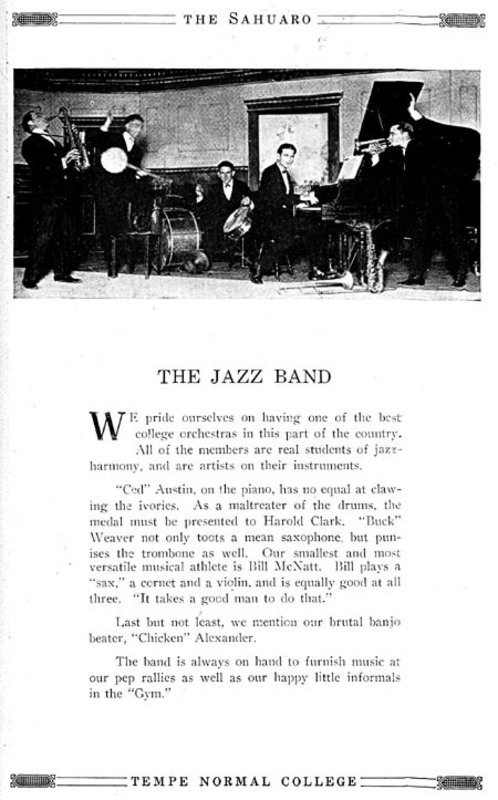 THE SAHUARO
THE JAZZ BAND
WE pride ourselves on having one of the best
college orchestras in this part of the country.
All of the members are real students of jazz-
harmony, and are artists on their instruments.
"Ced" Austin, on the piano, has no equal at claw-
ing the ivories. As a maltreater of the drums, the
medal must be presented to Harold Clark. "Buck"
Weaver not only toots a mean saxophone, but pun-
ises the trombone as well. Our smallest and most
versatile musical athlete is Bill McNatt. Bill plays a
"sax," a cornet and a violin, and is equally good at all
three. "It takes a good man to do that."
Last but not least, we mention our brutal banjo
beater, "Chicken" Alexander.
The band is always on hand to furnish music at
our pep rallies as well as our happy little informals
in the "Gym."
TEMPE NORMAL COLLEGE